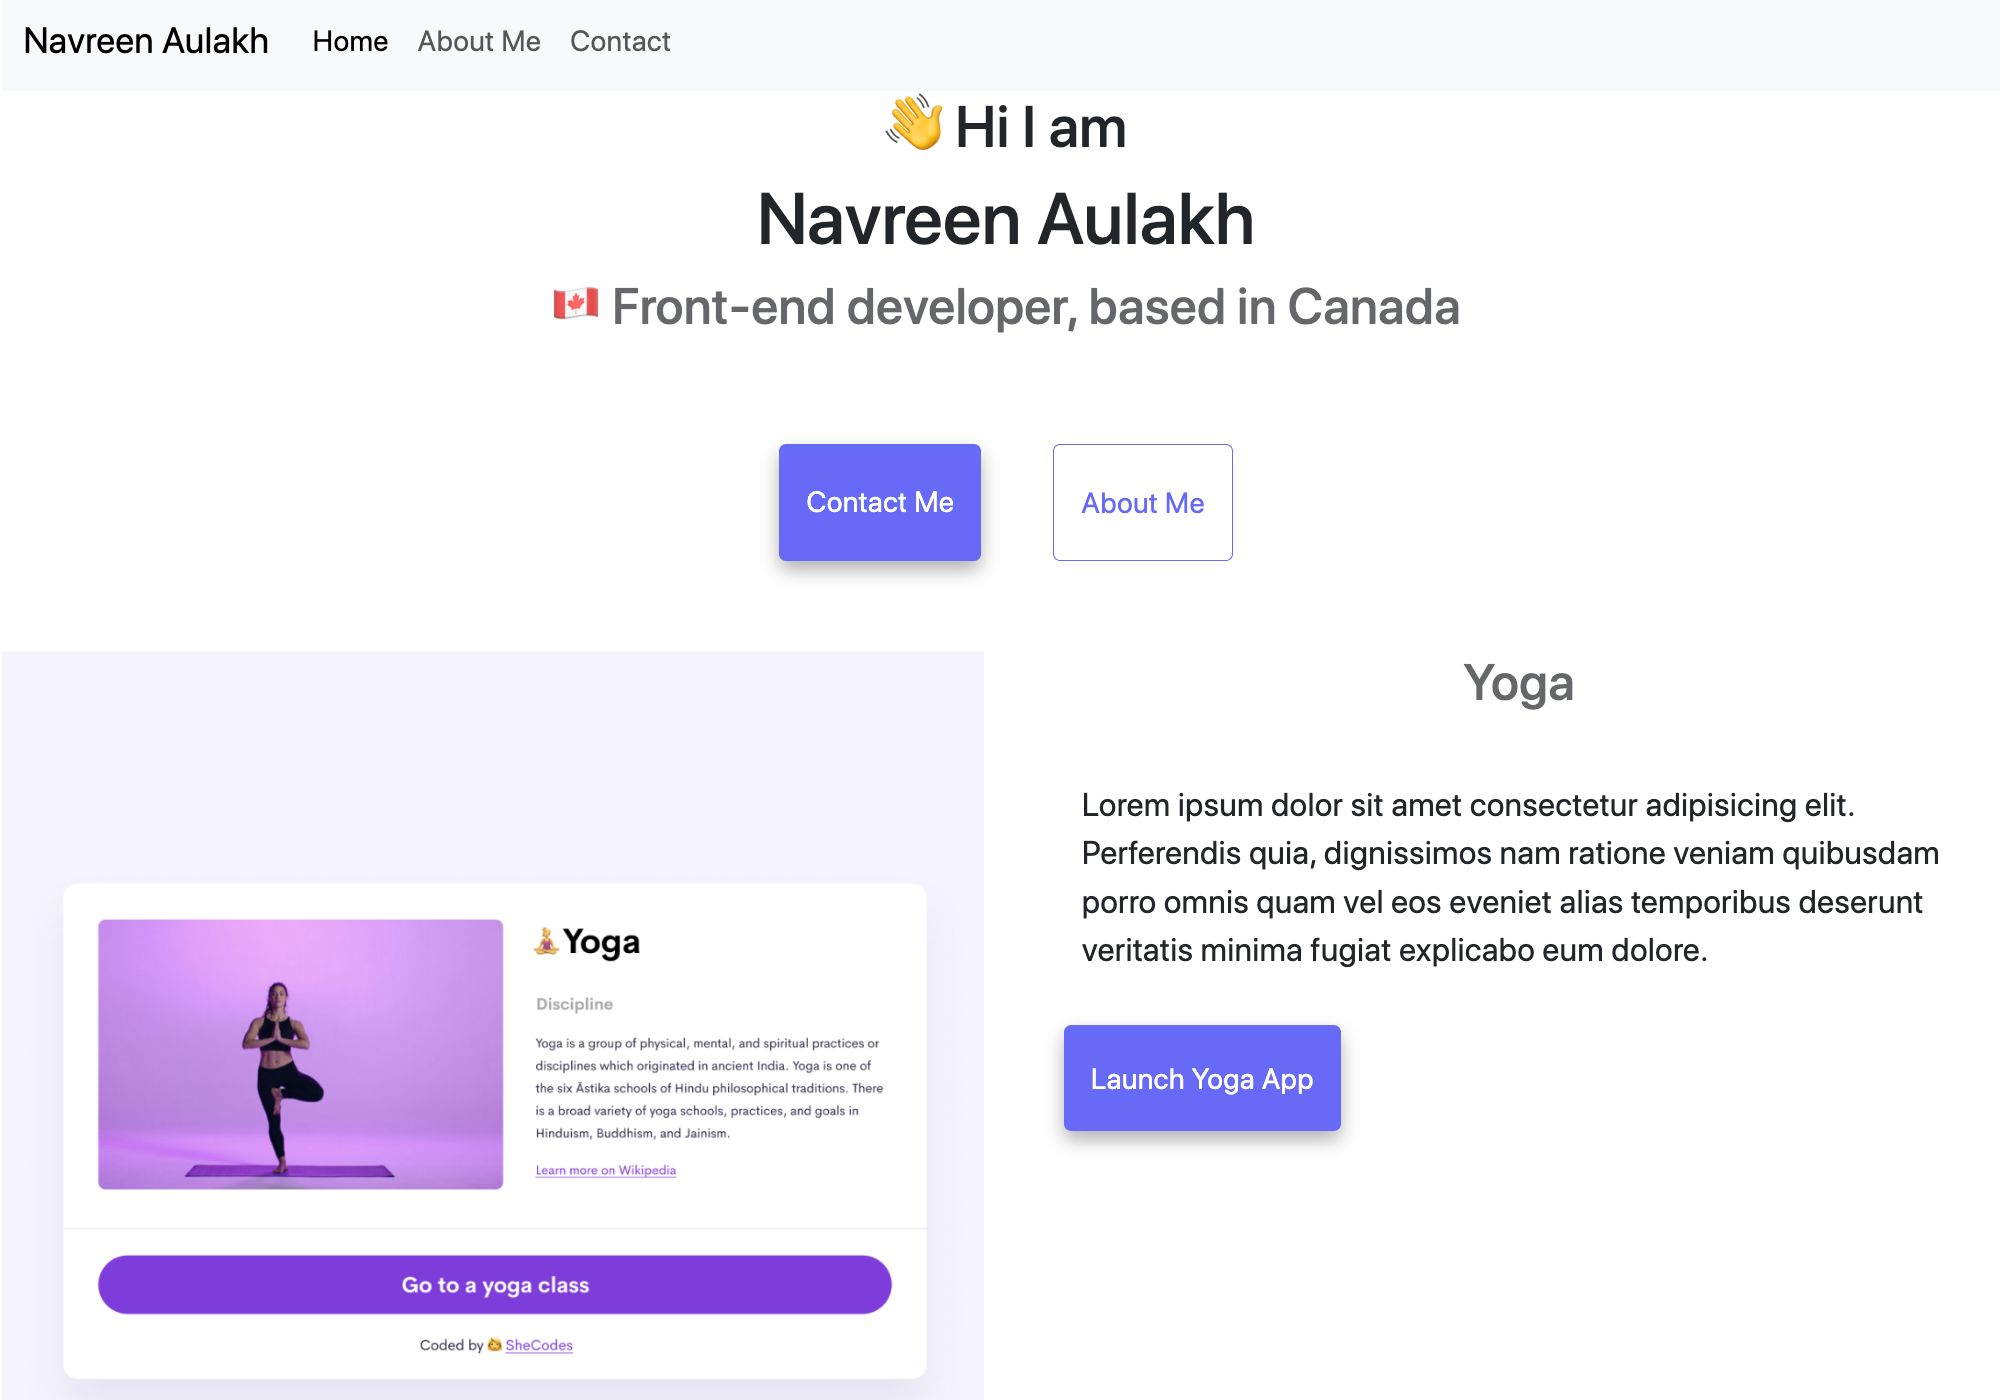 Navreen Aulakh Home About Me Contact
👋 Hi I am
Navreen Aulakh
🇨🇦 Front-end developer, based in Canada
Contact Me
About Me
🧘Yoga
Discipline
Yoga is a group of physical, mental, and spiritual practices or
disciplines which originated in ancient India. Yoga is one of
the six Āstika schools of Hindu philosophical traditions. There
is a broad variety of yoga schools, practices, and goals in
Hinduism, Buddhism, and Jainism.
Learn more on Wikipedia
Go to a yoga class
Coded by 👩 SheCodes
Yoga
Lorem ipsum dolor sit amet consectetur adipisicing elit.
Perferendis quia, dignissimos nam ratione veniam quibusdam
porro omnis quam vel eos eveniet alias temporibus deserunt
veritatis minima fugiat explicabo eum dolore.
Launch Yoga App